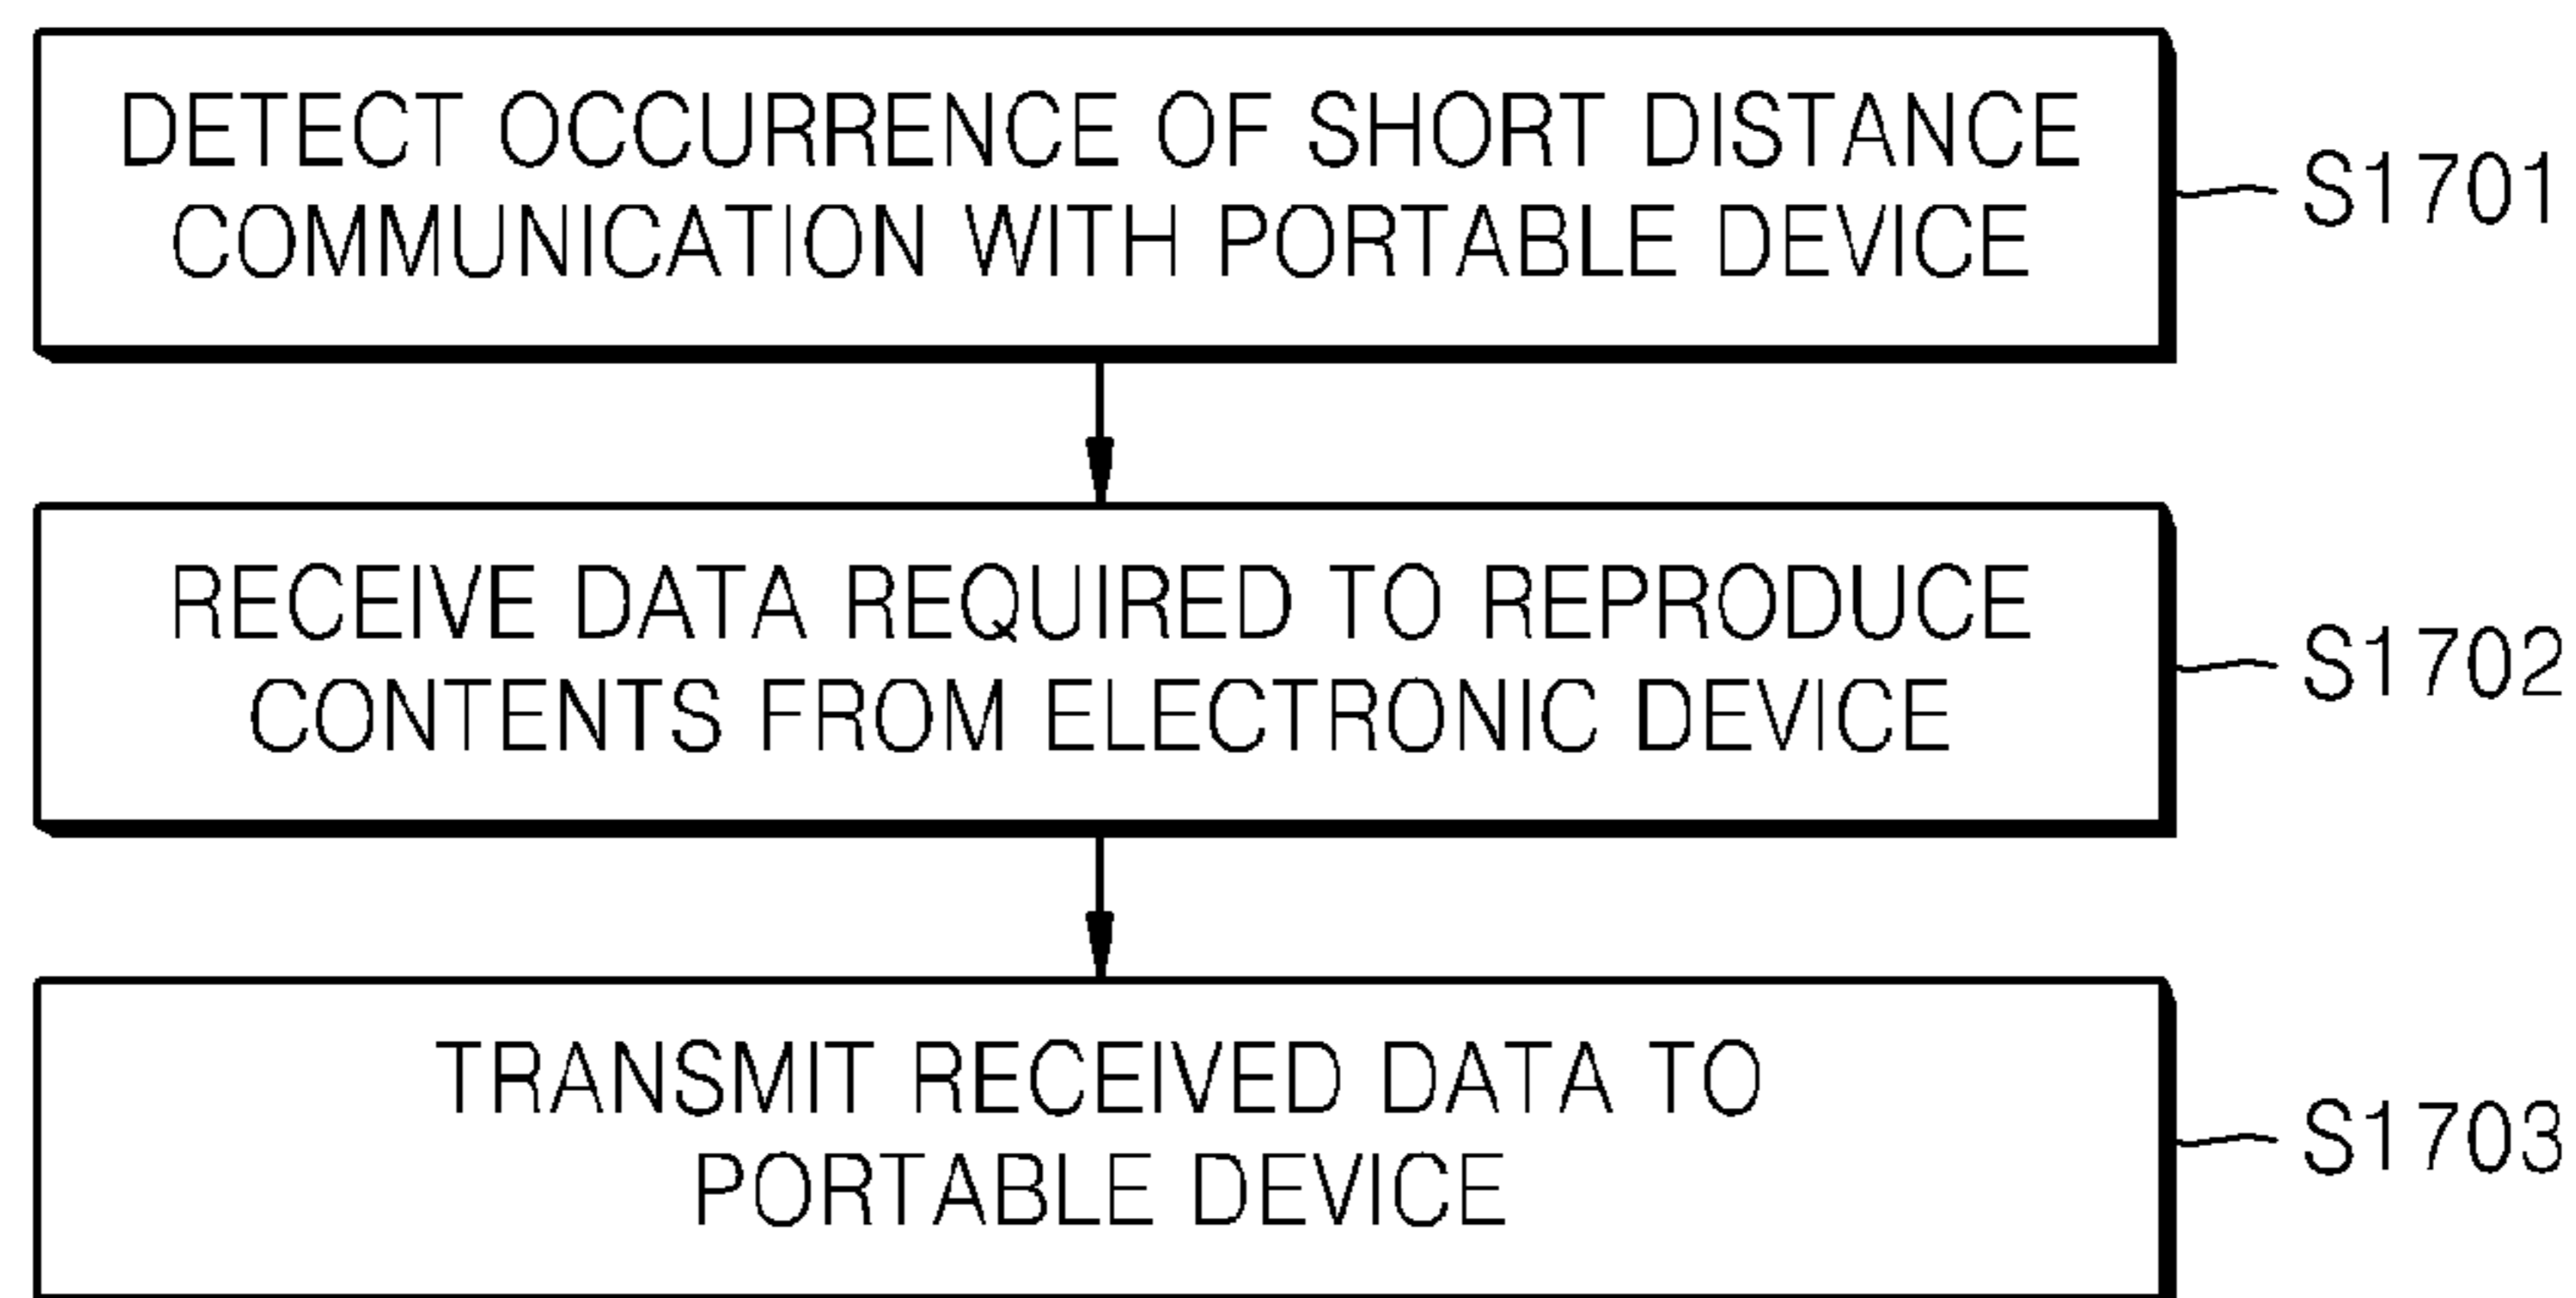 DETECT OCCURRENCE OF SHORT DISTANCE
COMMUNICATION WITH PORTABLE DEVICE
S1701
RECEIVE DATA REQUIRED TO REPRODUCE
CONTENTS FROM ELECTRONIC DEVICE
S1702
TRANSMIT RECEIVED DATA TO
PORTABLE DEVICE
S1703